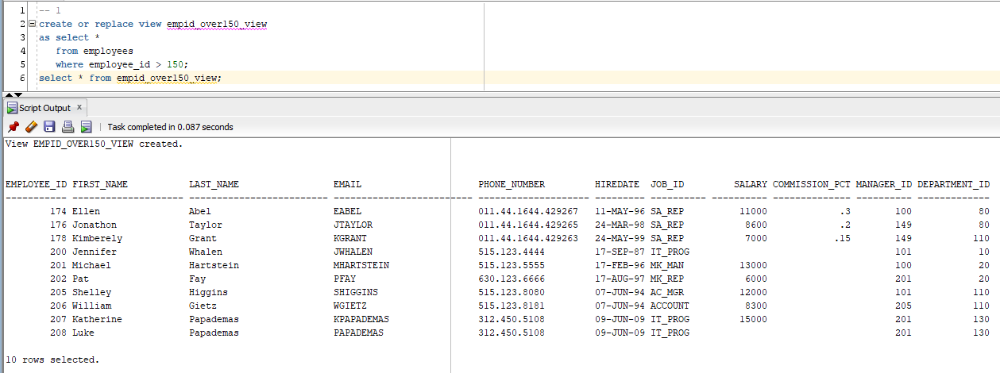 1 -- 1
2 create or replace view empid_over150_view
3 as select *
4 from employees
5 where employee_id > 150;
6 select * from empid_over150_view;
Script Output x
Task completed in 0.087 seconds
View EMPID_OVER150_VIEW created.
EMPLOYEE_ID FIRST_NAME LAST_NAME EMAIL PHONE_NUMBER HIREDATE JOB_ID SALARY COMMISSION_PCT MANAGER_ID DEPARTMENT_ID
174 Ellen Abel EABEL 011.44.1644.429267 11-MAY-96 SA_REP 11000 .3 100 80
176 Jonathon Taylor JTAYLOR 011.44.1644.429265 24-MAR-98 SA_REP 8600 .2 149 80
178 Kimberely Grant KGRANT 011.44.1644.429263 24-MAY-99 SA_REP 7000 .15 149 110
200 Jennifer Whalen JWHALEN 515.123.4444 17-SEP-87 IT_PROG 101 10
201 Michael Hartstein MHARTSTEIN 515.123.5555 17-FEB-96 MK_MAN 13000 100 20
202 Pat Fay PFAY 630.123.6666 17-AUG-97 MK_REP 6000 201 20
205 Shelley Higgins SHIGGINS 515.123.8080 07-JUN-94 AC_MGR 12000 101 110
206 William Gietz WGIETZ 515.123.8181 07-JUN-94 ACCOUNT 8300 205 110
207 Katherine Papademas KPAPADEMAS 312.450.5108 09-JUN-09 IT_PROG 15000 201 130
208 Luke Papademas PAPADEMAS 312.450.5108 09-JUN-09 IT_PROG 201 130
10 rows selected.